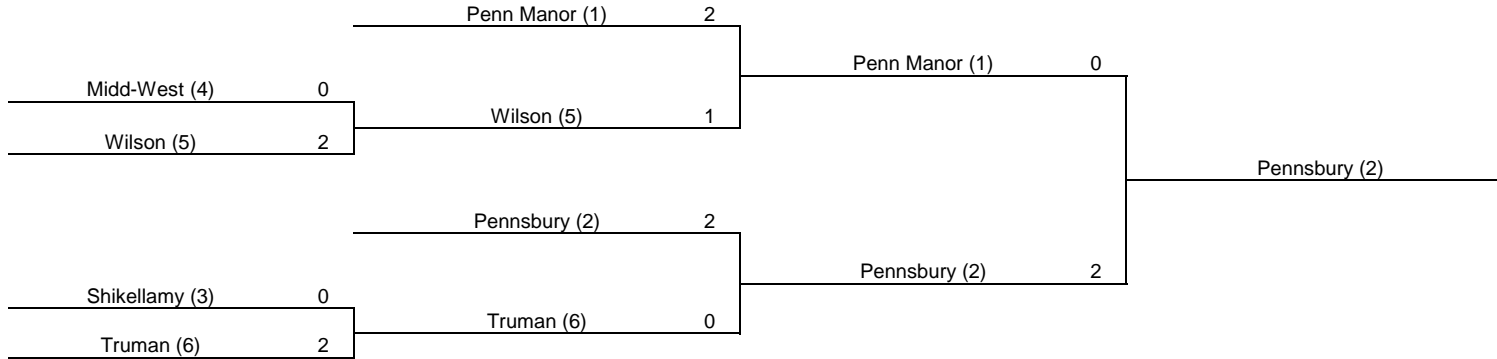 Penn Manor (1) 2
Penn Manor (1) 0
Midd-West (4) 0
Wilson (5) 1
Wilson (5) 2
Pennsbury (2)
Pennsbury (2) 2
Pennsbury (2) 2
Shikellamy (3) 0
Truman (6) 0
Truman (6) 2